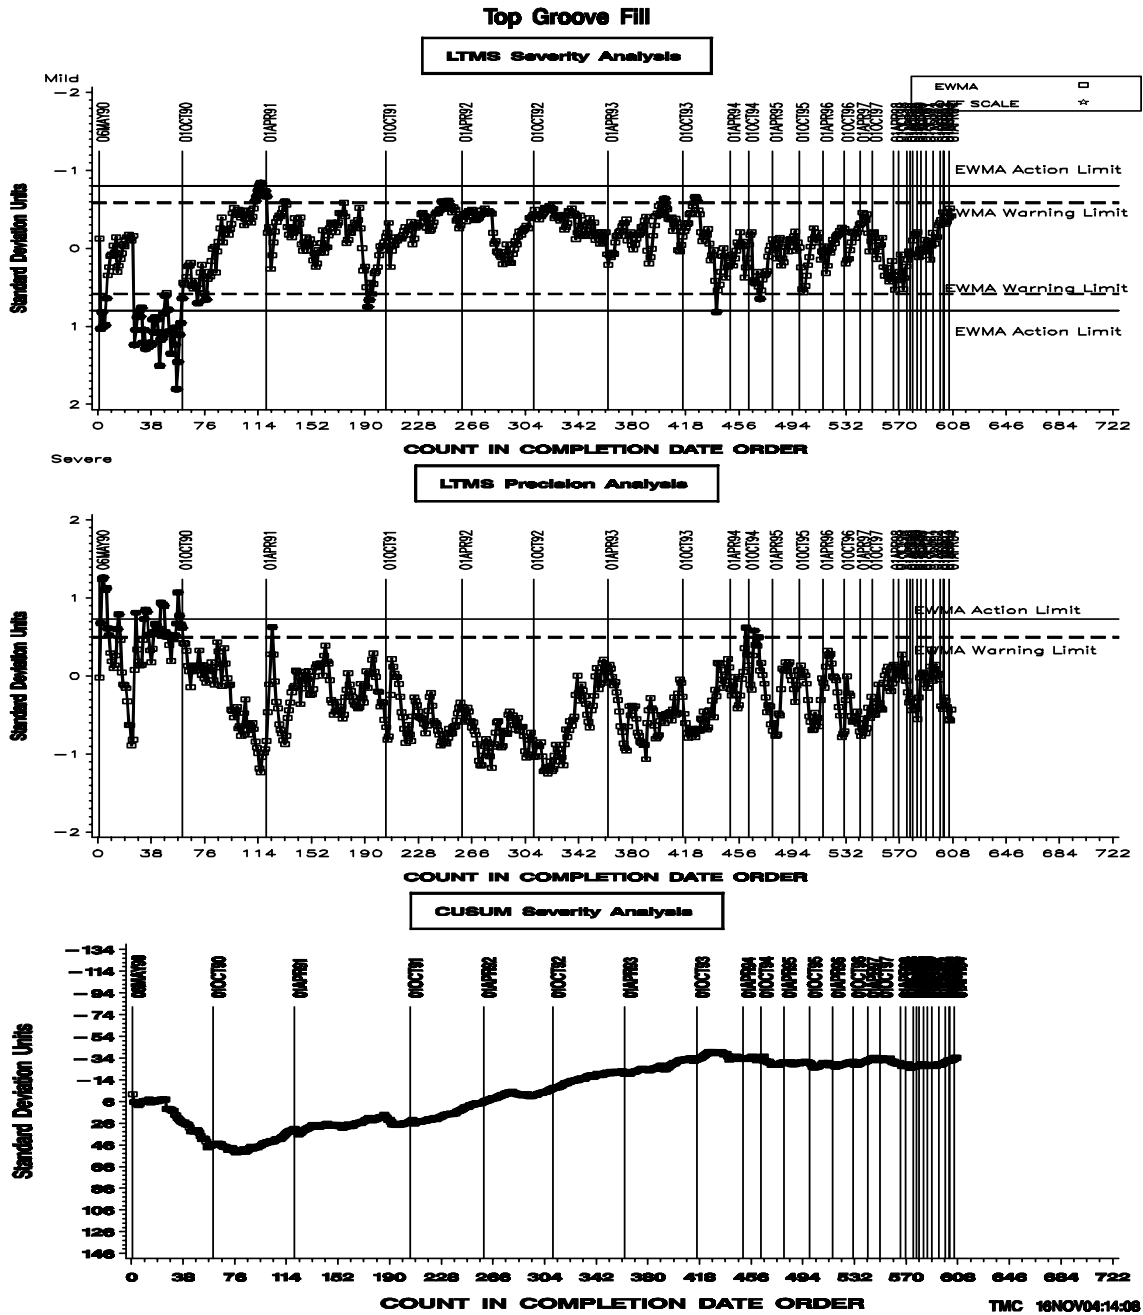 Top Groove Fill
LTMS Severity Analysis
Mild
EWMA
OFF SCALE
Standard Deviation Units
-2
-1
0
1
2
06MAY90
01OCT90
01APR91
01OCT91
01APR92
01OCT92
01APR93
01OCT93
01APR94
01OCT94
01APR95
01OCT95
01APR96
01OCT96
01APR97
01OCT97
EWMA Action Limit
EWMA Warning Limit
EWMA Warning Limit
EWMA Action Limit
0 38 76 114 152 190 228 266 304 342 380 418 456 494 532 570 608 646 684 722
COUNT IN COMPLETION DATE ORDER
Severe
LTMS Precision Analysis
Standard Deviation Units
2
1
0
-1
-2
06MAY90
01OCT90
01APR91
01OCT91
01APR92
01OCT92
01APR93
01OCT93
01APR94
01OCT94
01APR95
01OCT95
01APR96
01OCT96
01APR97
01OCT97
EWMA Action Limit
EWMA Warning Limit
0 38 76 114 152 190 228 266 304 342 380 418 456 494 532 570 608 646 684 722
COUNT IN COMPLETION DATE ORDER
CUSUM Severity Analysis
Standard Deviation Units
-134
-114
-94
-74
-54
-34
-14
6
26
46
66
86
106
126
146
06MAY90
01OCT90
01APR91
01OCT91
01APR92
01OCT92
01APR93
01OCT93
01APR94
01OCT94
01APR95
01OCT95
01APR96
01OCT96
01APR97
01OCT97
0 38 76 114 152 190 228 266 304 342 380 418 456 494 532 570 608 646 684 722
COUNT IN COMPLETION DATE ORDER
TMC 16NOV04:14:08